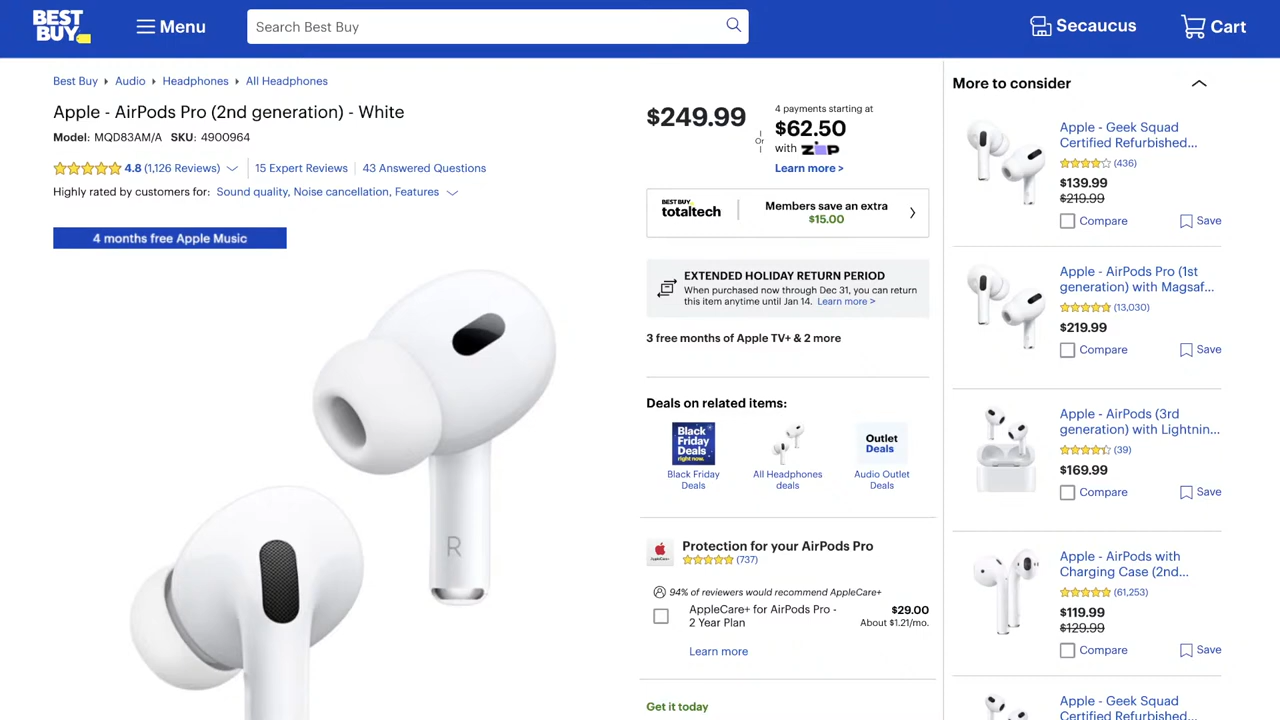 BEST
BUY
Menu
Search Best Buy
Secaucus
Cart
Best Buy
Audio
Headphones
All Headphones
Apple - AirPods Pro (2nd generation) - White
Model: MQD83AM/A SKU: 4900964
4.8 (1,126 Reviews)
15 Expert Reviews
43 Answered Questions
Highly rated by customers for: Sound quality, Noise cancellation, Features
4 months free Apple Music
R
$249.99
Or
4 payments starting at
$62.50
with ZIP
Learn more >
BEST BUY
totaltech
Members save an extra
$15.00
EXTENDED HOLIDAY RETURN PERIOD
When purchased now through Dec 31, you can return
this item anytime until Jan 14. Learn more >
3 free months of Apple TV+ & 2 more
Deals on related items:
Black
Friday
Deals
right now.
Outlet
Deals
Black Friday
Deals
All Headphones
deals
Audio Outlet
Deals
AppleCare+
Protection for your AirPods Pro
(737)
94% of reviewers would recommend AppleCare+
AppleCare+ for AirPods Pro -
2 Year Plan
$29.00
About $1.21/mo.
Learn more
Get it today
More to consider
Apple - Geek Squad
Certified Refurbished...
(436)
$139.99
$219.99
Compare
Save
Apple - AirPods Pro (1st
generation) with Magsaf...
(13,030)
$219.99
Compare
Save
Apple - AirPods (3rd
generation) with Lightnin...
(39)
$169.99
Compare
Save
Apple - AirPods with
Charging Case (2nd...
(61,253)
$119.99
$129.99
Compare
Save
Apple - Geek Squad
Certified Refurbished...